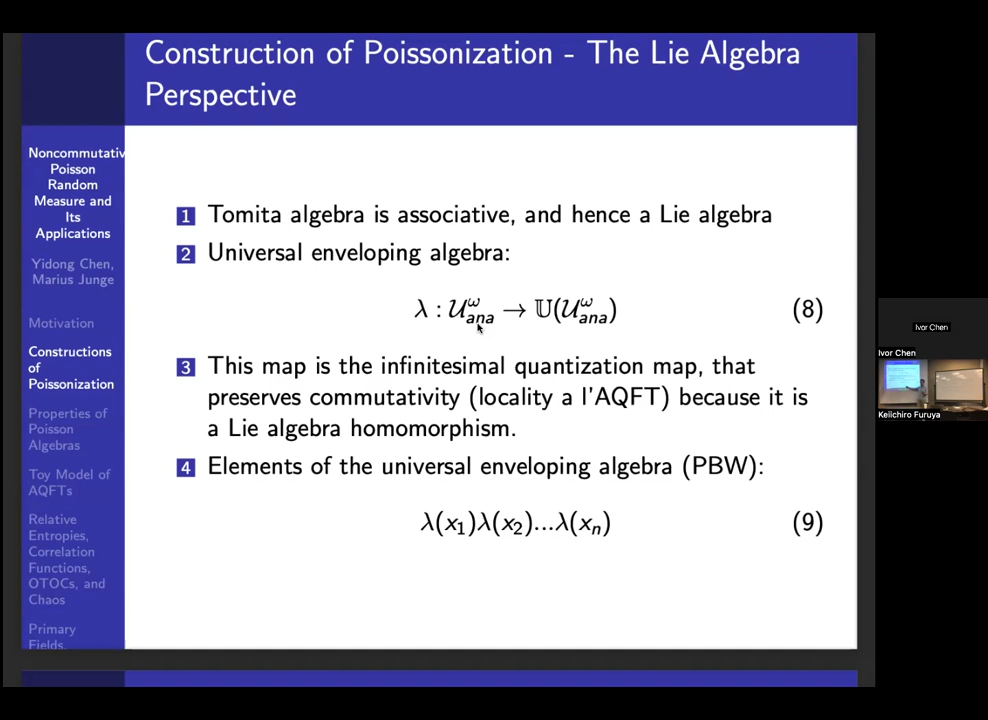 Construction of Poissonization - The Lie Algebra
Perspective
Noncommutativ
Poisson
Random
Measure and
Its
Applications
Yidong Chen,
Marius Junge
Motivation
Constructions
of
Poissonization
Properties of
Poisson
Algebras
Toy Model of
AQFTs
Relative
Entropies,
Correlation
Functions,
OTOCs, and
Chaos
Primary
Fields,
1 Tomita algebra is associative, and hence a Lie algebra
2 Universal enveloping algebra:
λ : 𝒰^ω_ana → 𝕌(𝒰^ω_ana) (8)
3 This map is the infinitesimal quantization map, that
preserves commutativity (locality a l'AQFT) because it is
a Lie algebra homomorphism.
4 Elements of the universal enveloping algebra (PBW):
λ(x₁)λ(x₂)...λ(xₙ) (9)
Ivor Chen
Ivor Chen
Keiichiro Furuya